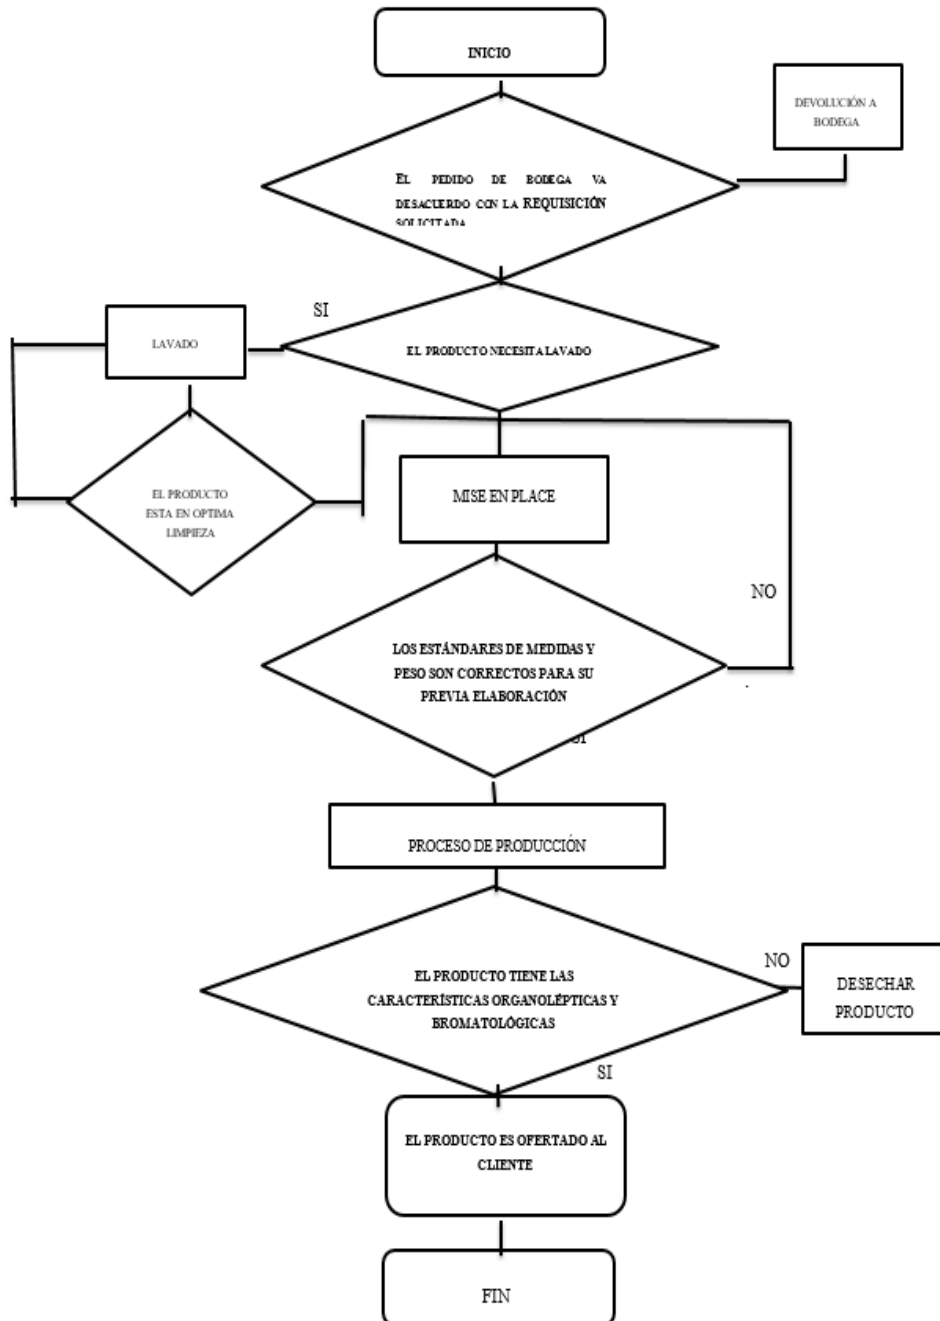 INICIO
DEVOLUCIÓN A
BODEGA
EL PEDIDO DE BODEGA VA
DESACUERDO CON LA REQUISICIÓN
SOLICITADA
SI
LAVADO
EL PRODUCTO NECESITA LAVADO
EL PRODUCTO
ESTA EN OPTIMA
LIMPIEZA
MISE EN PLACE
NO
LOS ESTÁNDARES DE MEDIDAS Y
PESO SON CORRECTOS PARA SU
PREVIA ELABORACIÓN
SI
PROCESO DE PRODUCCIÓN
EL PRODUCTO TIENE LAS
CARACTERÍSTICAS ORGANOLÉPTICAS Y
BROMATOLÓGICAS
NO
DESECHAR
PRODUCTO
SI
EL PRODUCTO ES OFERTADO AL
CLIENTE
FIN